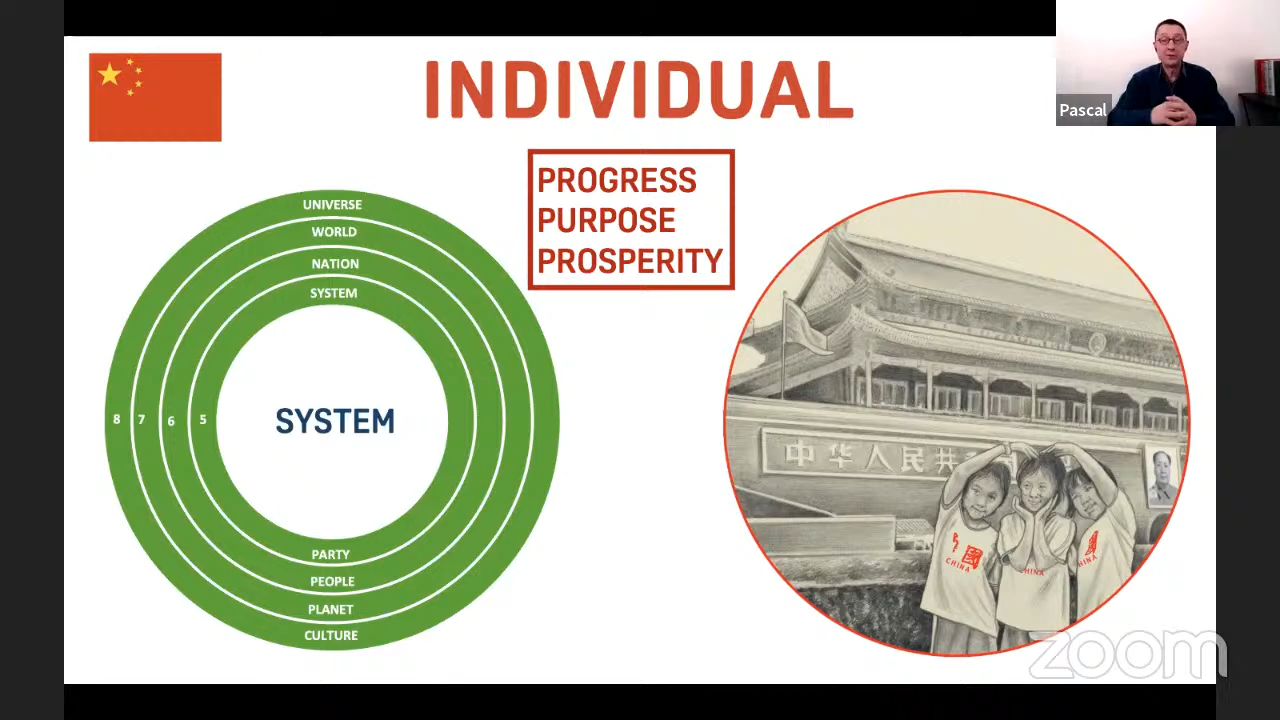 INDIVIDUAL
Pascal
PROGRESS
PURPOSE
PROSPERITY
UNIVERSE
WORLD
NATION
SYSTEM
8 7 6 5
SYSTEM
PARTY
PEOPLE
PLANET
CULTURE
中华人民共
國
CHINA
CHINA
CHINA
zoom